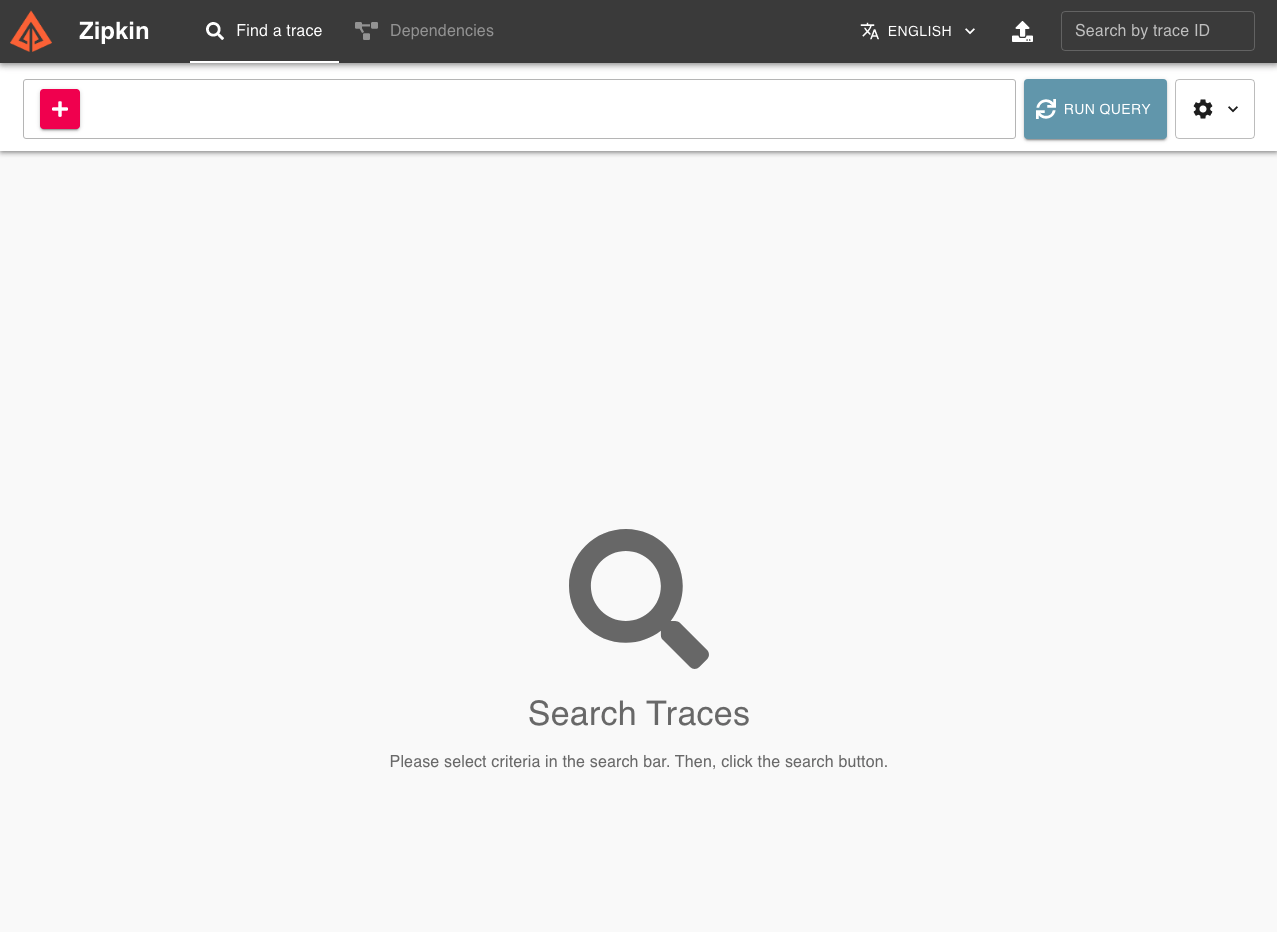 Zipkin
Find a trace
Dependencies
ENGLISH
Search by trace ID
RUN QUERY
Search Traces
Please select criteria in the search bar. Then, click the search button.